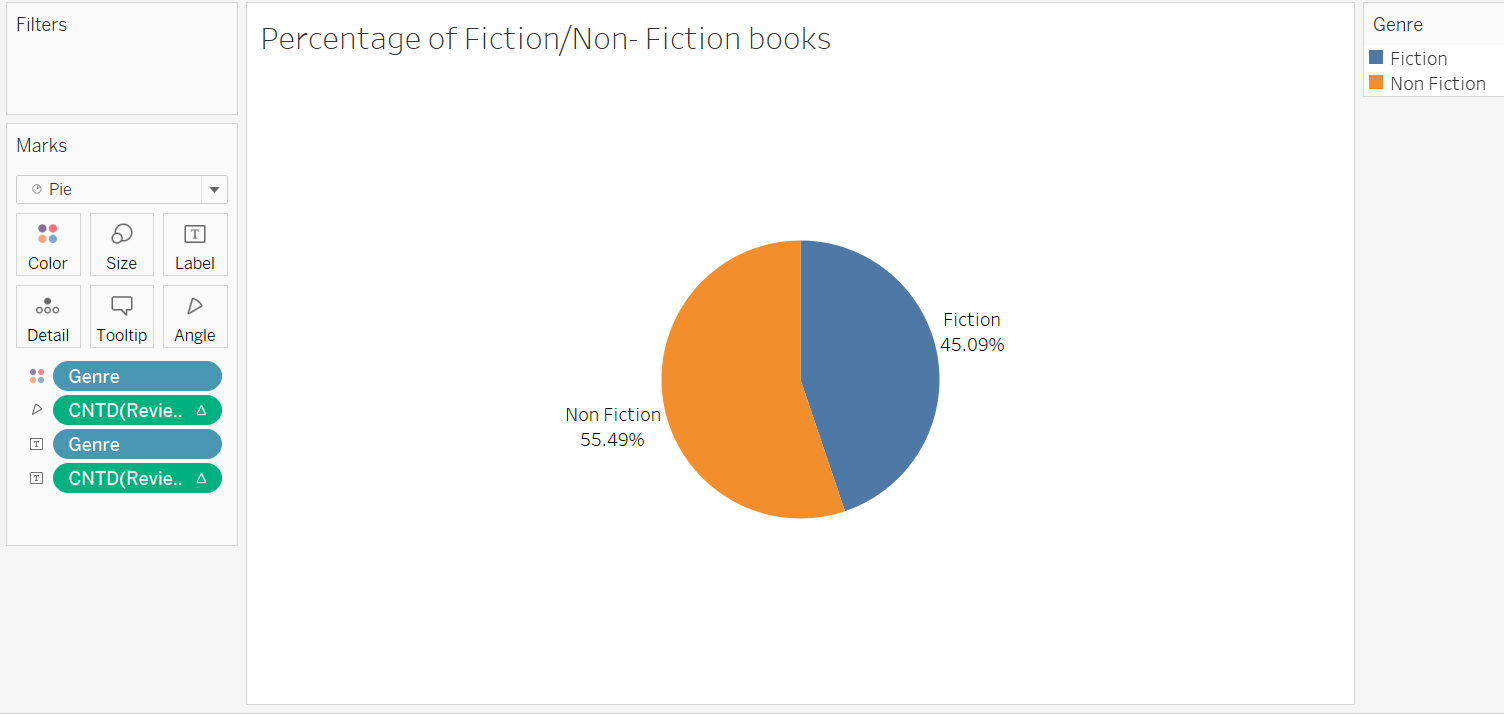 Filters
Marks
Pie
Color Size Label
Detail Tooltip Angle
Genre
CNTD(Revie.. Δ
T Genre
T CNTD(Revie.. Δ
Percentage of Fiction/Non- Fiction books
Fiction
45.09%
Non Fiction
55.49%
Genre
Fiction
Non Fiction